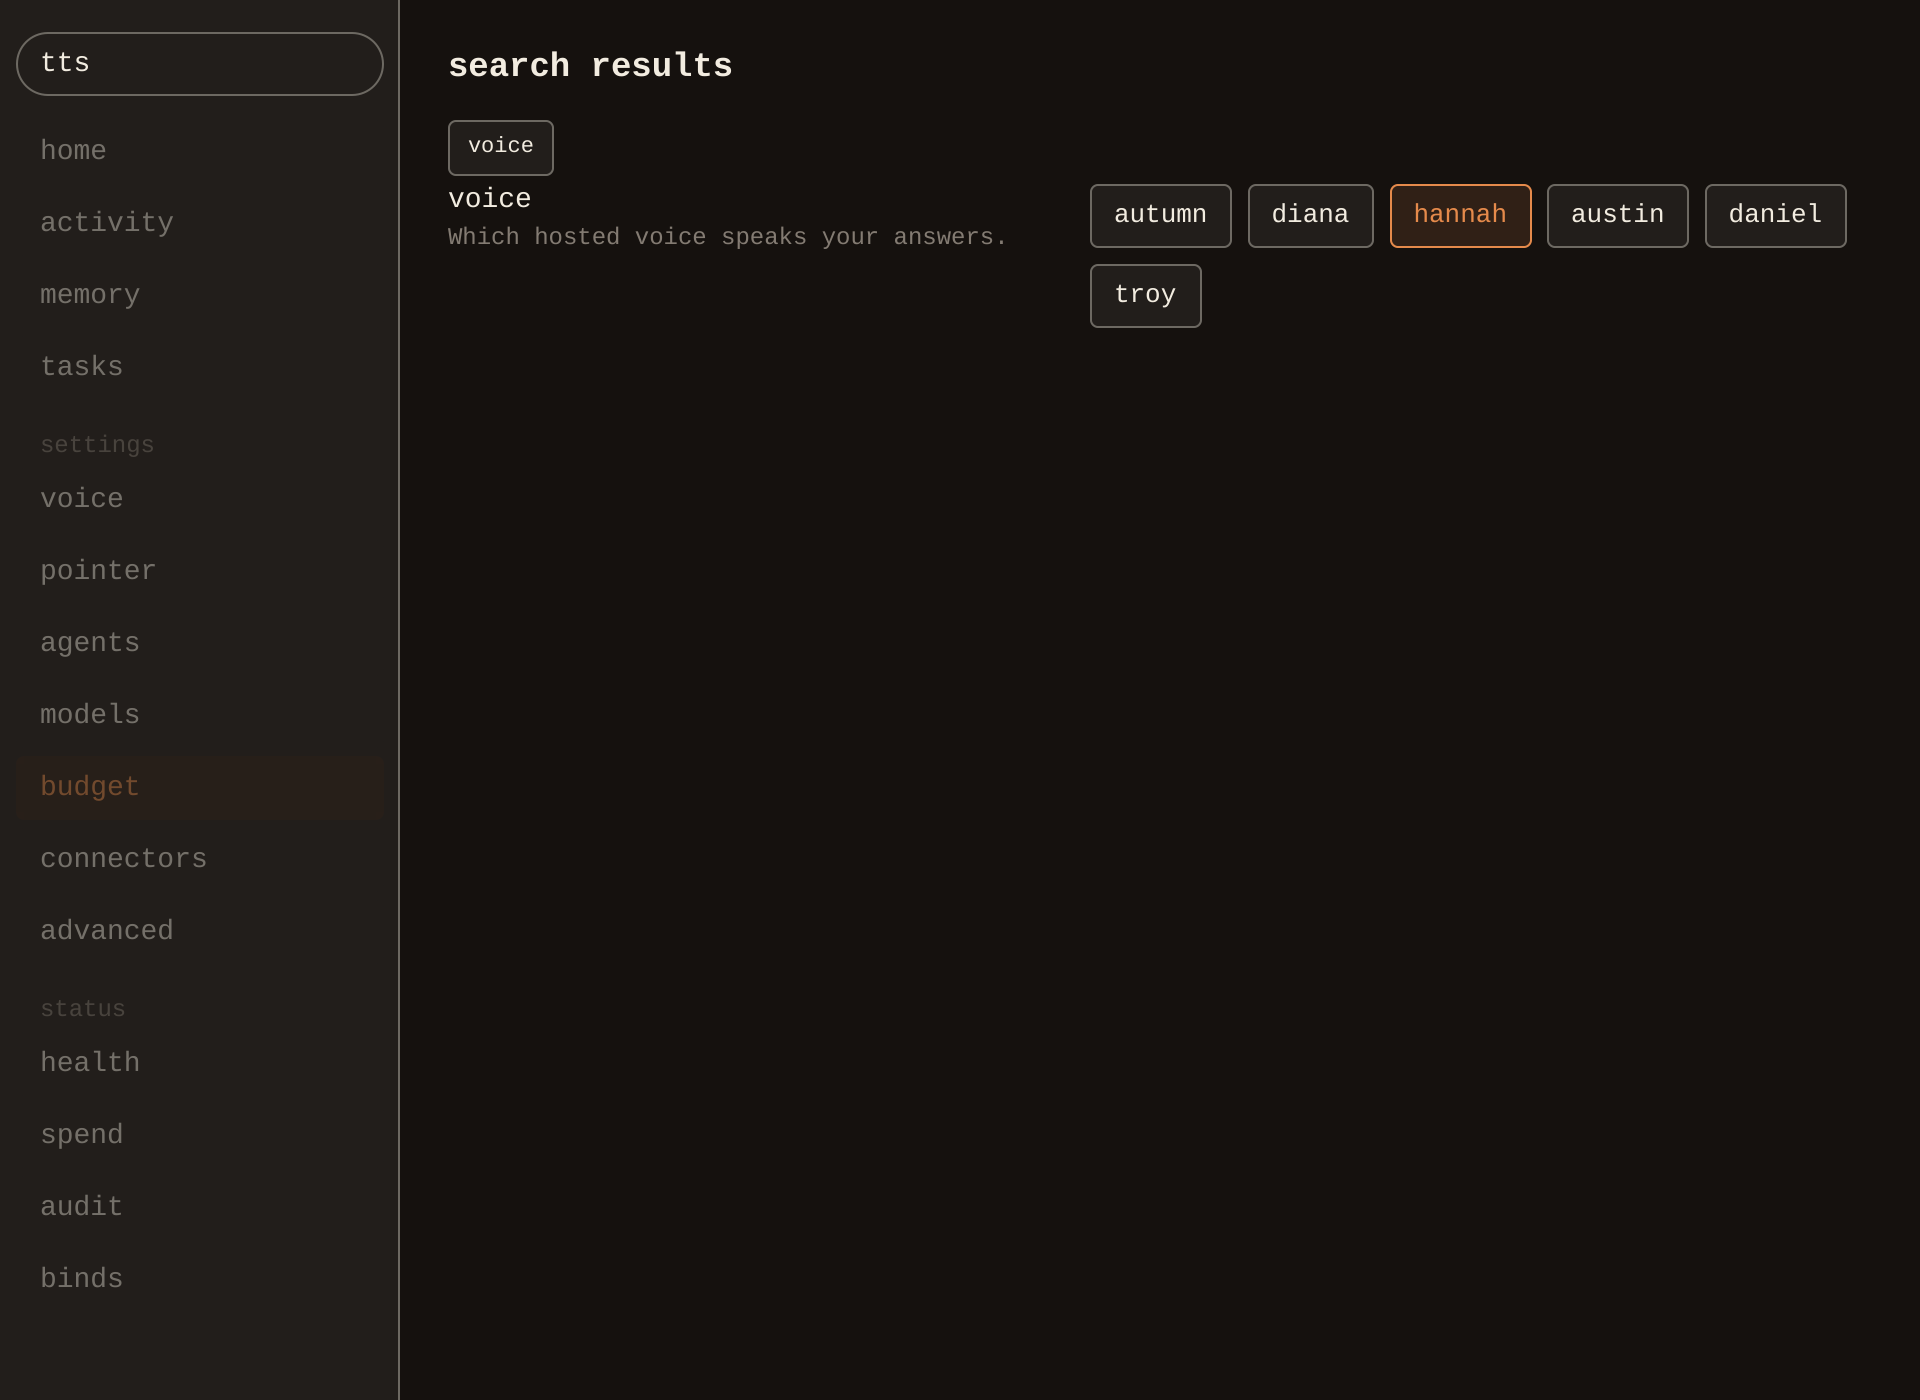 tts
home
activity
memory
tasks
settings
voice
pointer
agents
models
budget
connectors
advanced
status
health
spend
audit
binds
search results
voice
voice
Which hosted voice speaks your answers.
autumn diana hannah austin daniel
troy